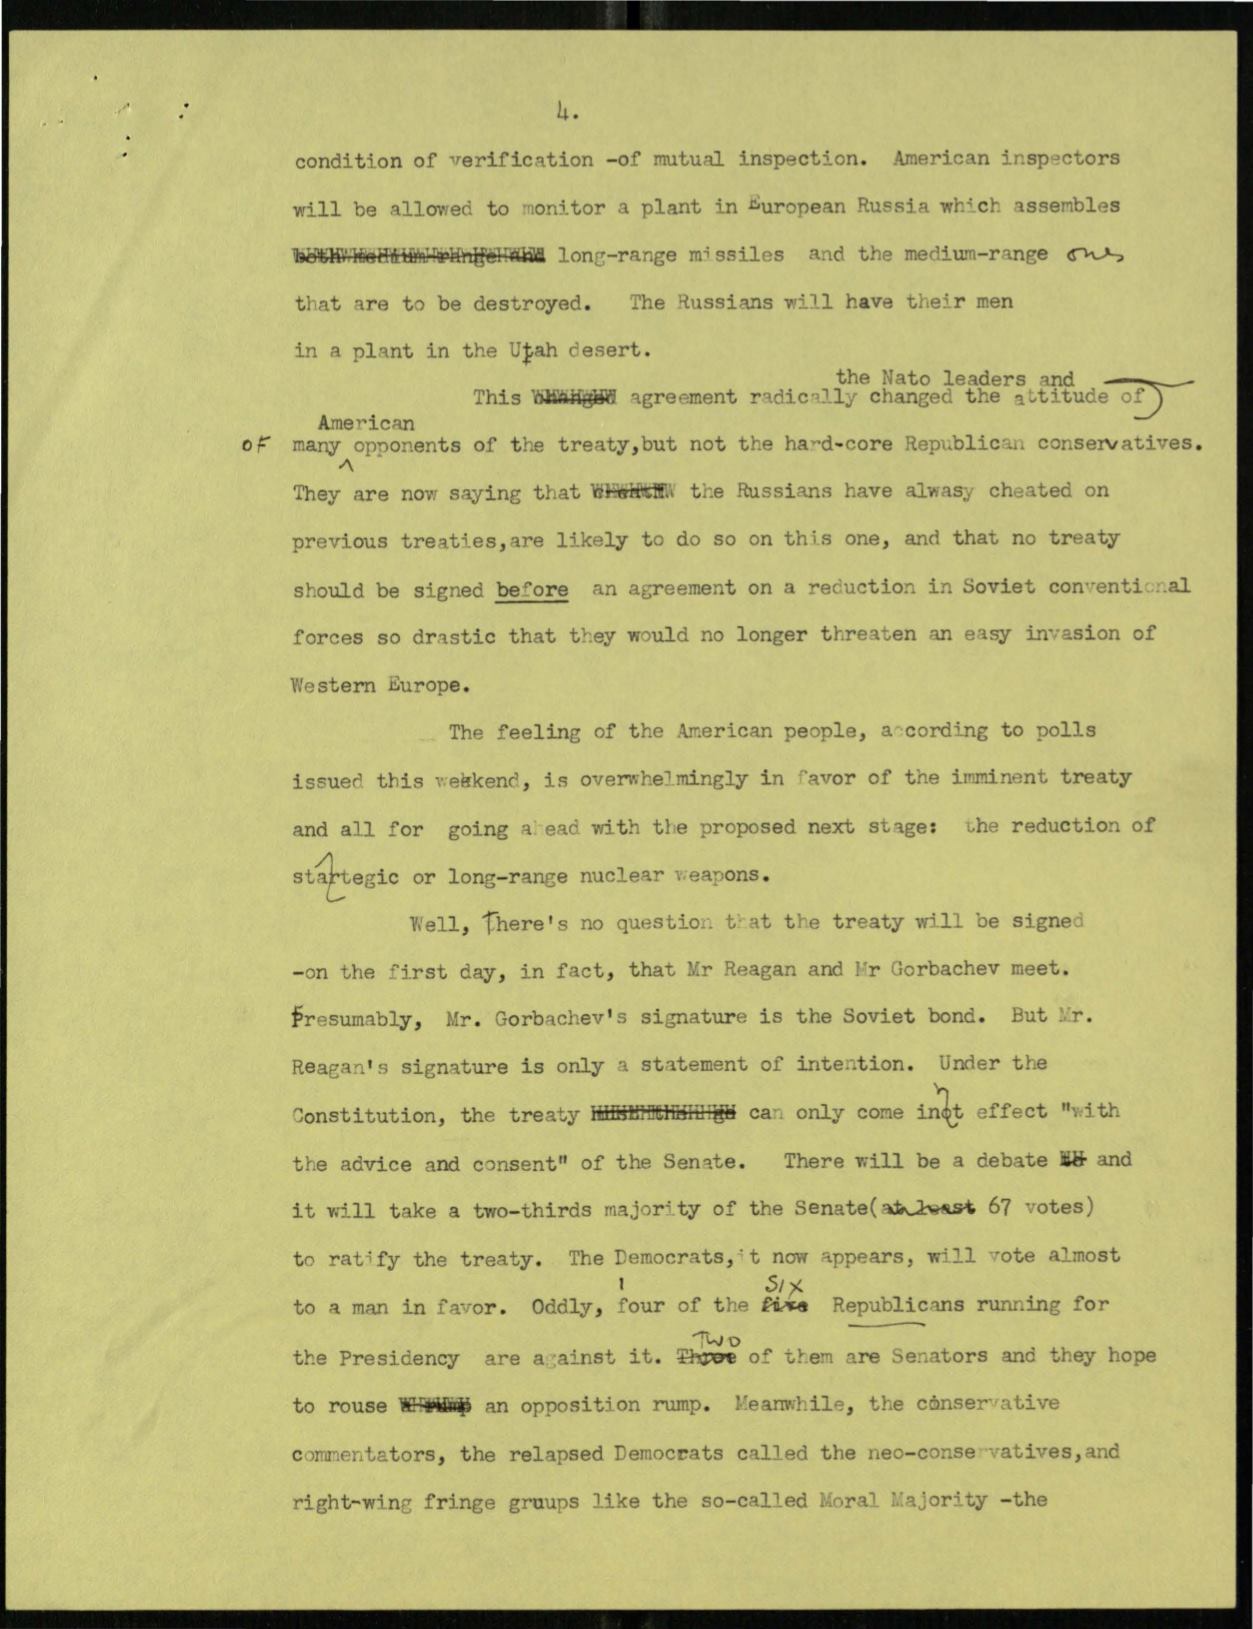 4.
condition of verification -of mutual inspection. American inspectors
will be allowed to monitor a plant in European Russia which assembles
both medium-range and long-range missiles and the medium-range ones
that are to be destroyed. The Russians will have their men
in a plant in the Utah desert.
the Nato leaders and
This changed agreement radically changed the attitude of
American
of many opponents of the treaty,but not the hard-core Republican conservatives.
They are now saying that the Russians have alwasy cheated on
previous treaties,are likely to do so on this one, and that no treaty
should be signed before an agreement on a reduction in Soviet conventional
forces so drastic that they would no longer threaten an easy invasion of
Western Europe.
The feeling of the American people, according to polls
issued this weekend, is overwhelmingly in favor of the imminent treaty
and all for going ahead with the proposed next stage: the reduction of
startegic or long-range nuclear weapons.
Well, there's no question that the treaty will be signed
-on the first day, in fact, that Mr Reagan and Mr Gorbachev meet.
Presumably, Mr. Gorbachev's signature is the Soviet bond. But Mr.
Reagan's signature is only a statement of intention. Under the
Constitution, the treaty can only come inot effect "with
the advice and consent" of the Senate. There will be a debate and
it will take a two-thirds majority of the Senate(at least 67 votes)
to ratify the treaty. The Democrats,it now appears, will vote almost
SIX
to a man in favor. Oddly, four of the five Republicans running for
TWO
the Presidency are against it. Three of them are Senators and they hope
to rouse an opposition rump. Meanwhile, the conservative
commentators, the relapsed Democrats called the neo-conservatives,and
right-wing fringe gruups like the so-called Moral Majority -the